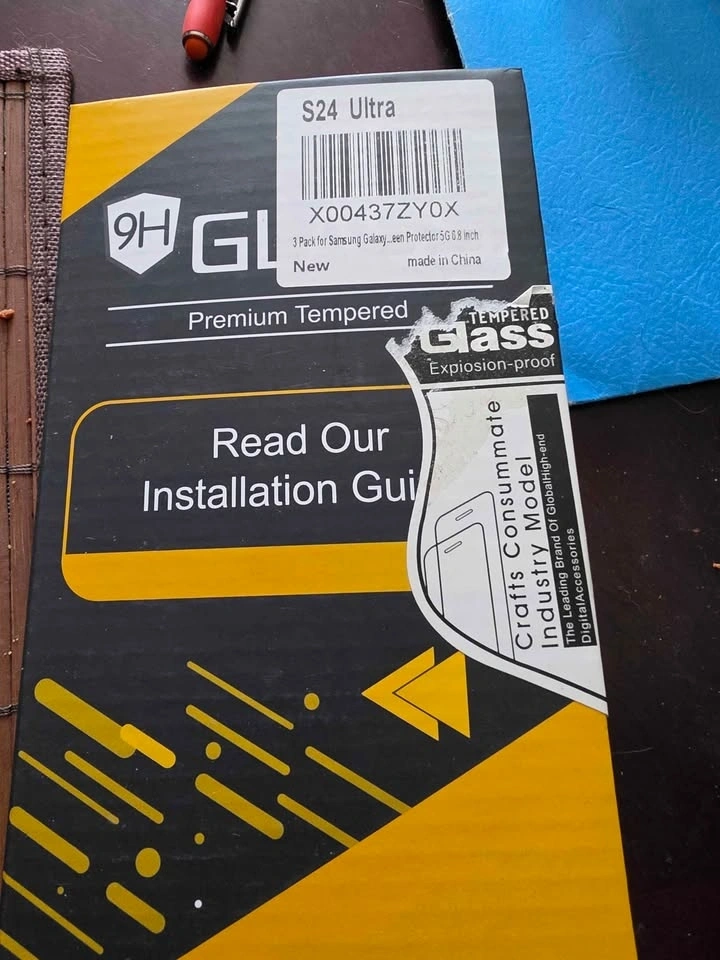 S24 Ultra
X00437ZY0X
3 Pack for Samsung Galaxy...een Protector5G 6.8 inch
New
made in China
9H
GL
Premium Tempered
TEMPERED
Glass
Expiosion-proof
Read Our
Installation Gui
Crafts Consummate
Industry Model
The Leading Brand Of GlobalHigh-end
DigitalAccessories